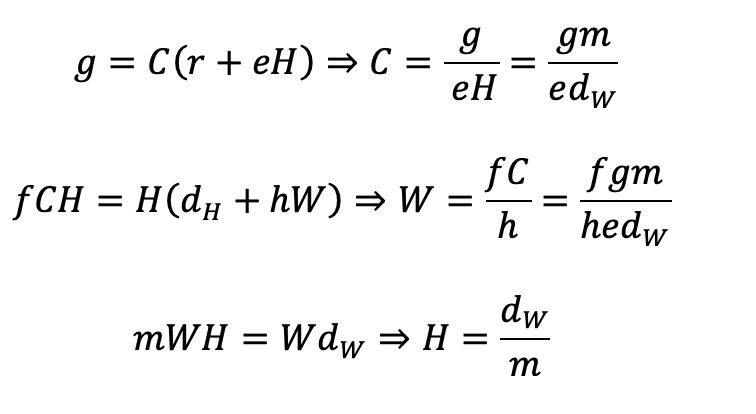 g = C(r + eH) ⇒ C = g/eH = gm/ed_W
fCH = H(d_H + hW) ⇒ W = fC/h = fgm/hed_W
mWH = Wd_W ⇒ H = d_W/m